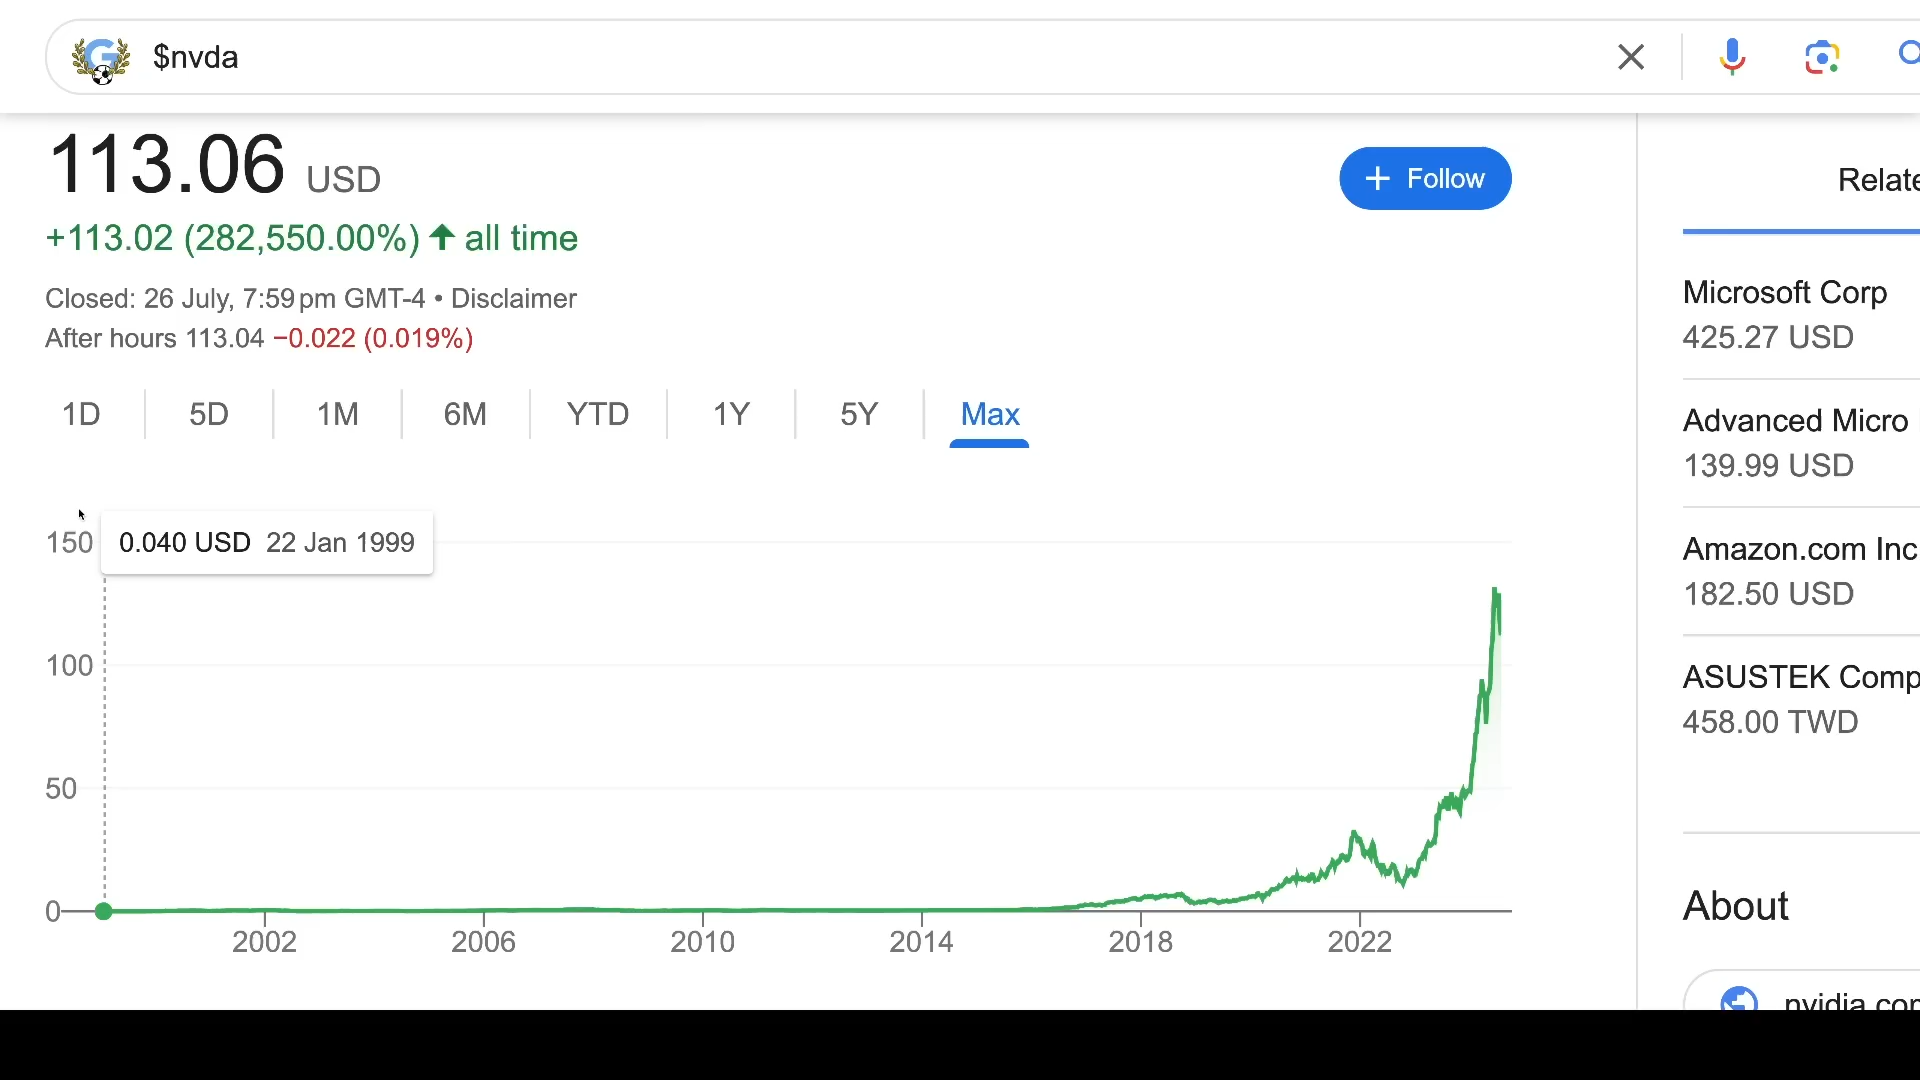 $nvda
113.06 USD
+ Follow
+113.02 (282,550.00%) all time
Closed: 26 July, 7:59 pm GMT-4 • Disclaimer
After hours 113.04 −0.022 (0.019%)
1D 5D 1M 6M YTD 1Y 5Y Max
0.040 USD 22 Jan 1999
150
100
50
0
2002 2006 2010 2014 2018 2022
Relate
Microsoft Corp
425.27 USD
Advanced Micro
139.99 USD
Amazon.com Inc
182.50 USD
ASUSTEK Comp
458.00 TWD
About
nvidia.com